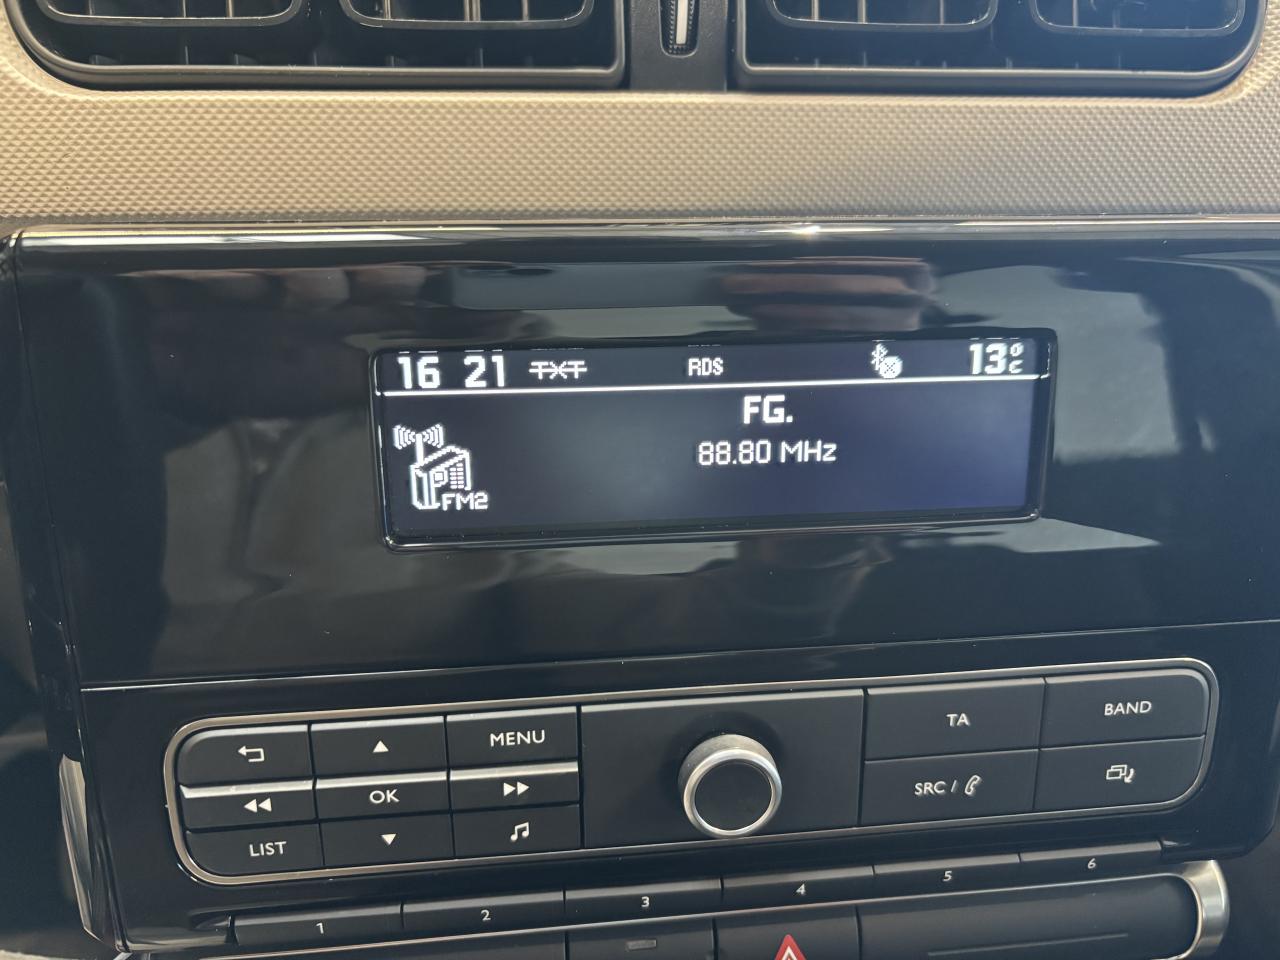 16 21 TXT RDS 13°C
FG.
88.80 MHz
FM2
MENU
TA
BAND
OK
SRC /
LIST
1 2 3 4 5 6